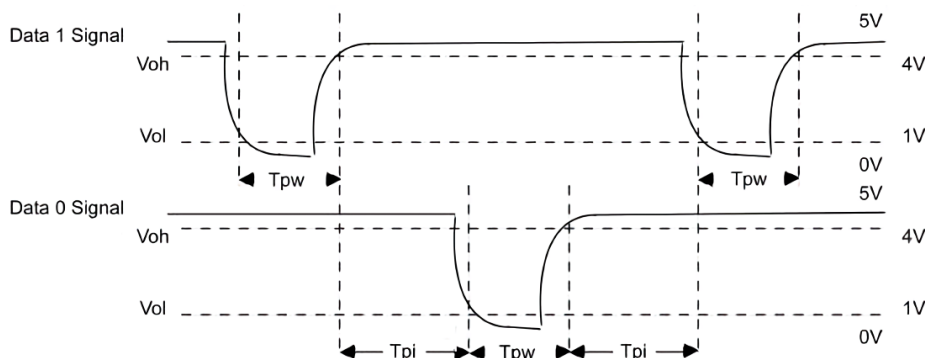 5V
Data 1 Signal
Voh 4V
Vol 1V
0V
Tpw Tpw
5V
Data 0 Signal
Voh 4V
Vol 1V
0V
Tpi Tpw Tpi